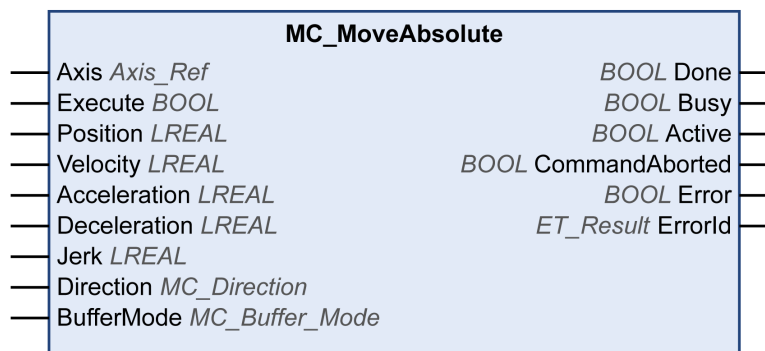 MC_MoveAbsolute
Axis Axis_Ref BOOL Done
Execute BOOL BOOL Busy
Position LREAL BOOL Active
Velocity LREAL BOOL CommandAborted
Acceleration LREAL BOOL Error
Deceleration LREAL ET_Result ErrorId
Jerk LREAL
Direction MC_Direction
BufferMode MC_Buffer_Mode